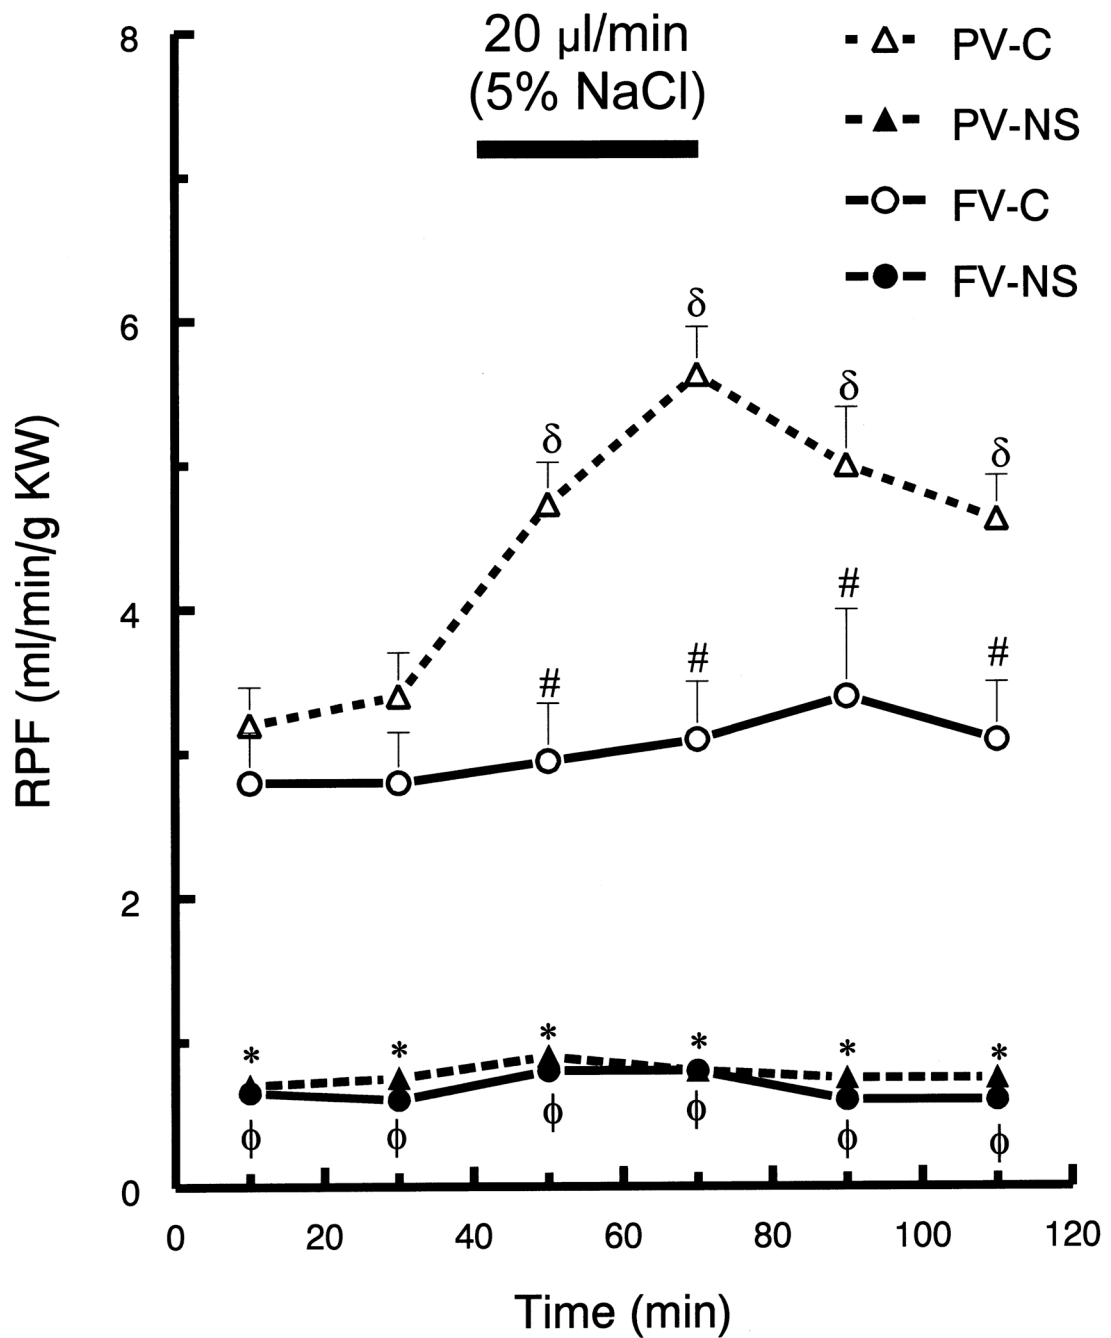 20 µl/min
(5% NaCl)
PV-C
PV-NS
FV-C
FV-NS
8
6
4
2
0
RPF (ml/min/g KW)
δ
δ
δ
δ
#
#
#
#
* * * * * *
ϕ ϕ ϕ ϕ ϕ ϕ
0 20 40 60 80 100 120
Time (min)